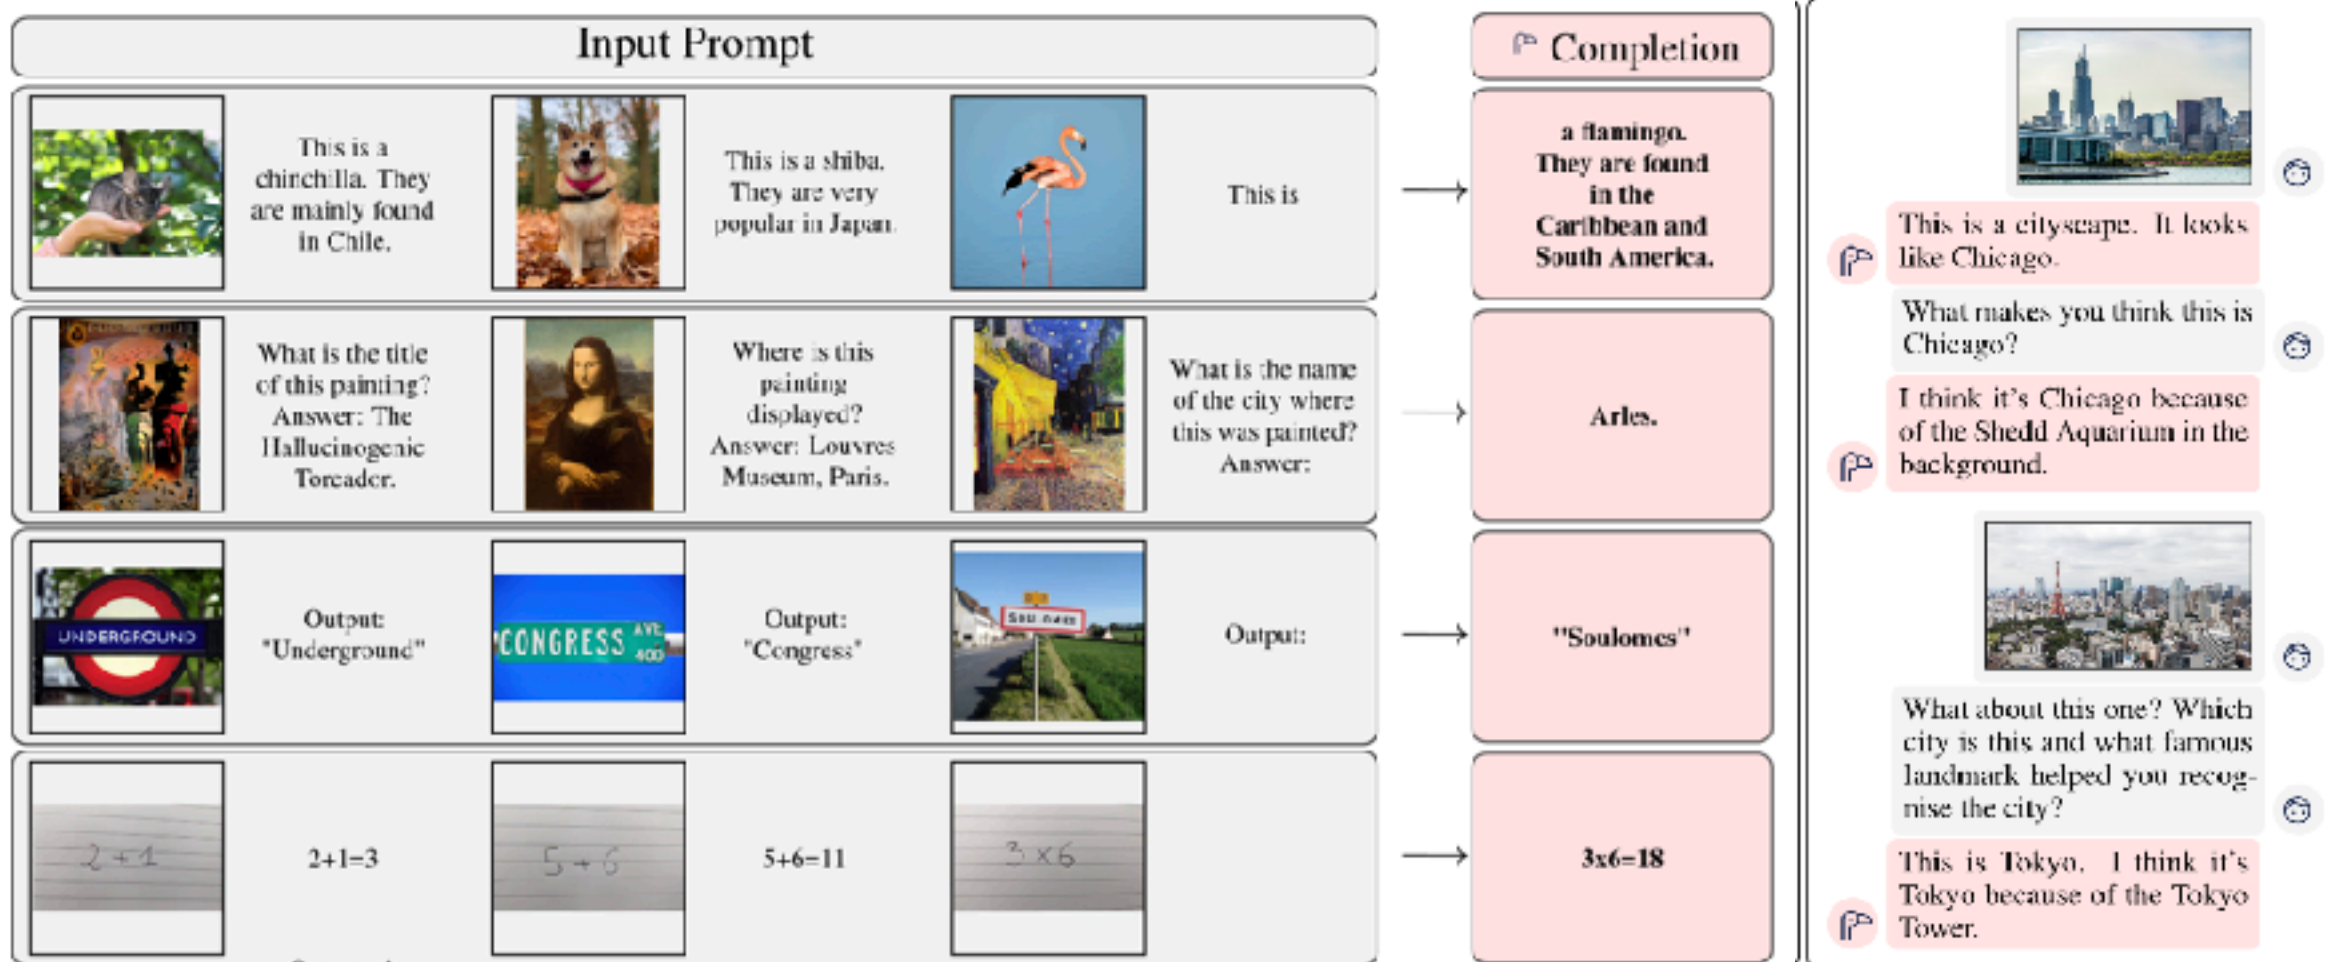 Input Prompt
Completion
This is a
chinchilla. They
are mainly found
in Chile.
This is a shiba.
They are very
popular in Japan.
This is
a flamingo.
They are found
in the
Caribbean and
South America.
What is the title
of this painting?
Answer: The
Hallucinogenic
Toreador.
Where is this
painting
displayed?
Answer: Louvres
Museum, Paris.
What is the name
of the city where
this was painted?
Answer:
Arles.
UNDERGROUND
Output:
"Underground"
CONGRESS AVE
400
Output:
"Congress"
Output:
"Soulomes"
2+1
2+1=3
5+6
5+6=11
3x6
3x6=18
This is a cityscape. It looks
like Chicago.
What makes you think this is
Chicago?
I think it's Chicago because
of the Shedd Aquarium in the
background.
What about this one? Which
city is this and what famous
landmark helped you recog-
nise the city?
This is Tokyo. I think it's
Tokyo because of the Tokyo
Tower.